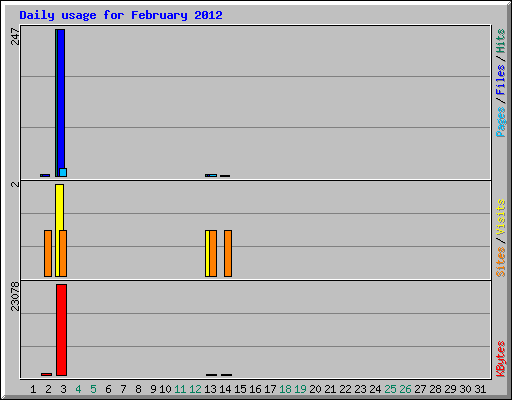 Daily usage for February 2012
247
Pages/Files/Hits
2
Sites/Visits
23078
KBytes
1 2 3 4 5 6 7 8 9 10 11 12 13 14 15 16 17 18 19 20 21 22 23 24 25 26 27 28 29 30 31